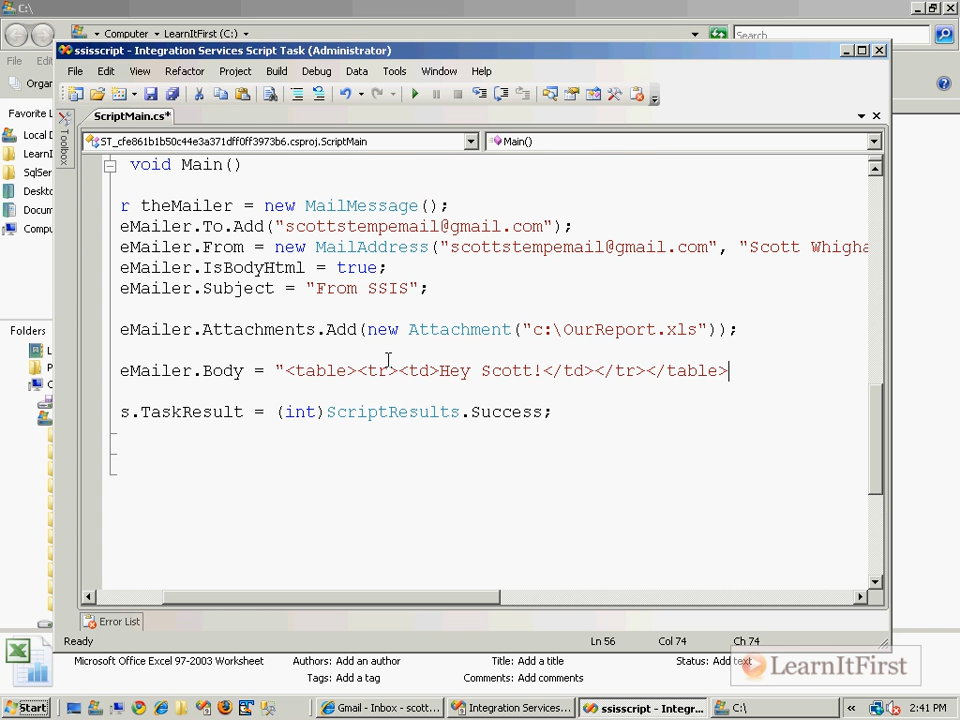 C:\
Computer ▸ LearnItFirst (C:) ▸
Search
ssisscript - Integration Services Script Task (Administrator)
File Edit View Refactor Project Build Debug Data Tools Window Help
File Edi
Organ
Favorite L
Local D
LearnI
SqlSer
Deskto
Docum
Compu
Folders
Toolbox
ScriptMain.cs*
ST_cfe861b1b50c44e3a371dff0ff3973b6.csproj.ScriptMain
Main()
void Main()
r theMailer = new MailMessage();
eMailer.To.Add("scottstempemail@gmail.com");
eMailer.From = new MailAddress("scottstempemail@gmail.com", "Scott Whigha
eMailer.IsBodyHtml = true;
eMailer.Subject = "From SSIS";
eMailer.Attachments.Add(new Attachment("c:\OurReport.xls"));
eMailer.Body = "<table><tr><td>Hey Scott!</td></tr></table>
s.TaskResult = (int)ScriptResults.Success;
Error List
Ready
Ln 56 Col 74 Ch 74
Microsoft Office Excel 97-2003 Worksheet
Authors: Add an author
Title: Add a title
Status: Add text
Tags: Add a tag
Comments: Add comments
LearnItFirst
Start
Gmail - Inbox - scott...
Integration Services...
ssisscript - Integr...
C:\
2:41 PM